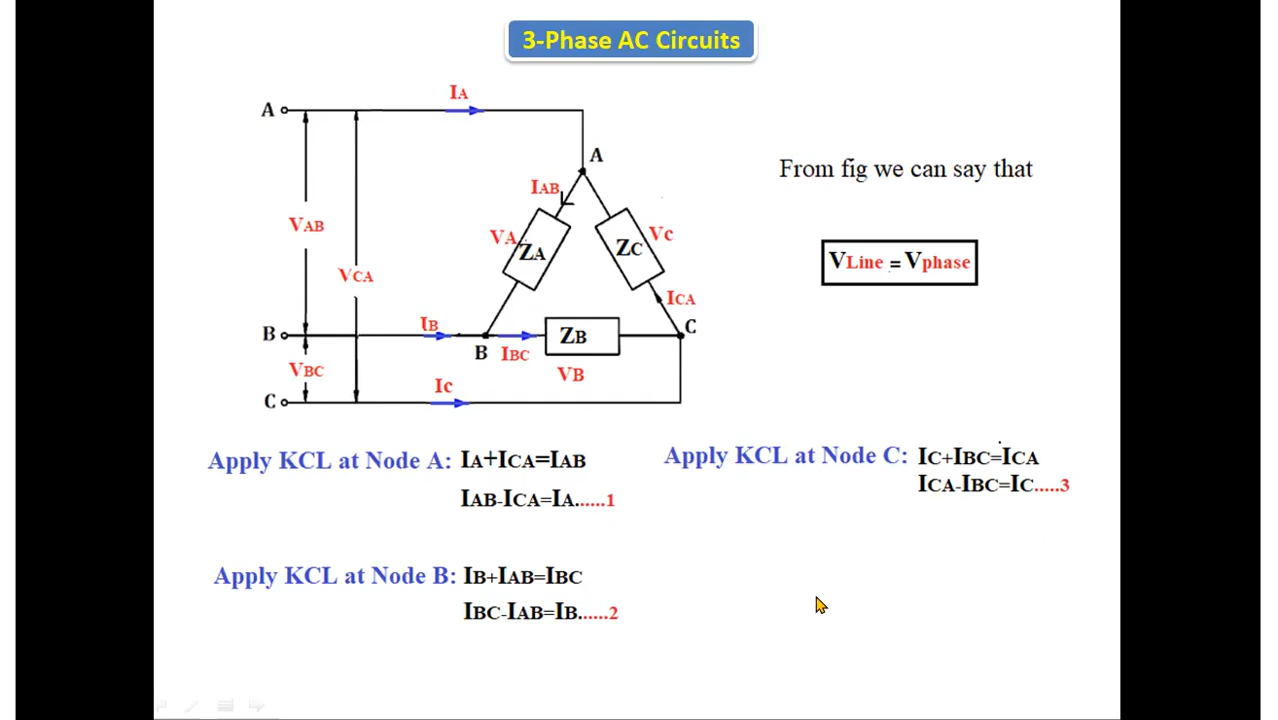 3-Phase AC Circuits
IA
A
A
IAB
From fig we can say that
VAB
VA
ZA
ZC
VC
VLine = Vphase
VCA
ICA
IB
B
B
IBC
ZB
C
VBC
VB
IC
C
Apply KCL at Node A: IA+ICA=IAB
IAB-ICA=IA......1
Apply KCL at Node C: IC+IBC=ICA
ICA-IBC=IC.....3
Apply KCL at Node B: IB+IAB=IBC
IBC-IAB=IB......2